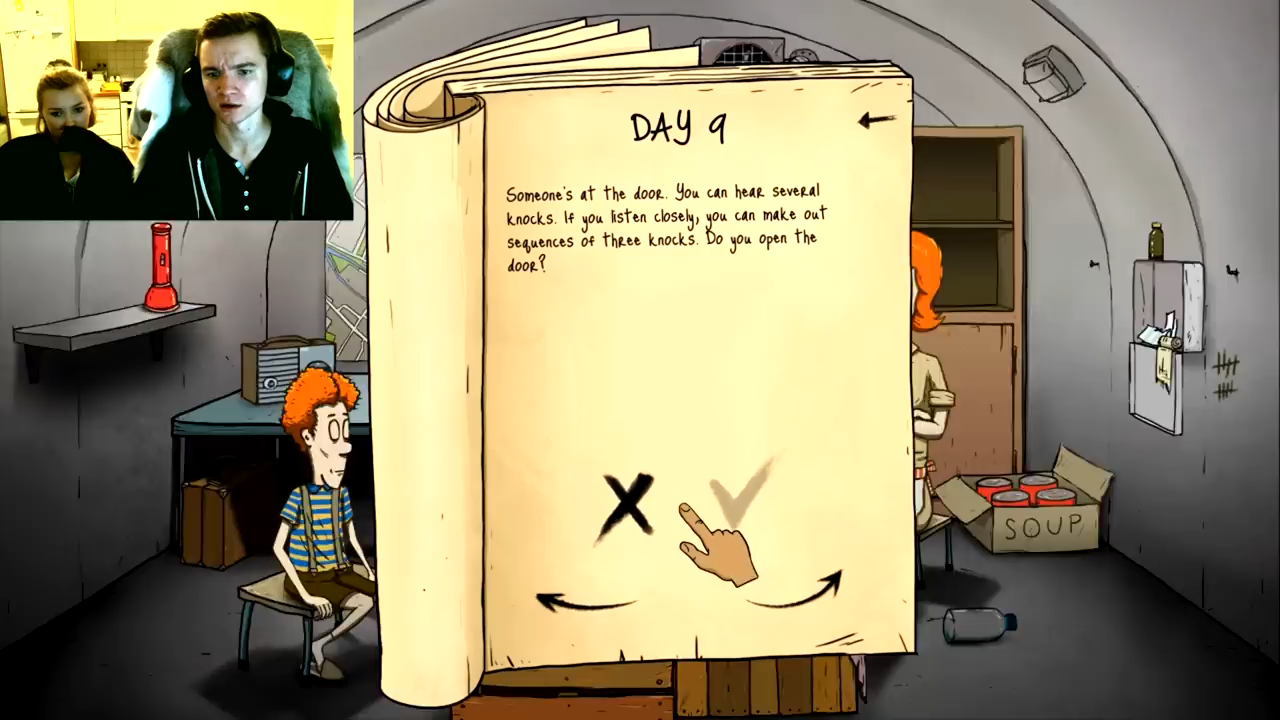 DAY 9
Someone's at the door. You can hear several
knocks. If you listen closely, you can make out
sequences of three knocks. Do you open the
door?
SOUP